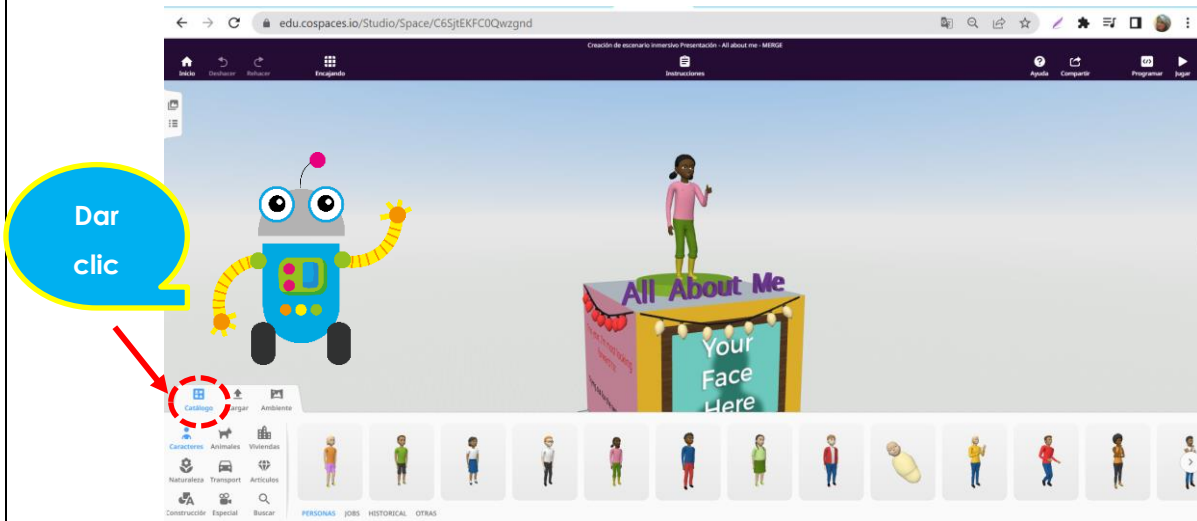 edu.cospaces.io/Studio/Space/C6SjtEKFC0Qwzgnd
Creación de escenario inmersivo Presentación - All about me - MERGE
Inicio Deshacer Rehacer Encajando Instrucciones Ayuda Compartir Programar Jugar
Dar
clic
All About Me
Your
Face
Here
Catálogo Cargar Ambiente
Caracteres Animales Viviendas
Naturaleza Transport Artículos
Construcción Especial Buscar
PERSONAS JOBS HISTORICAL OTRAS